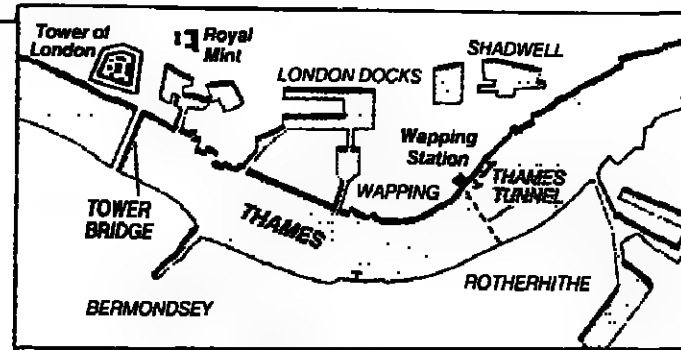 Tower of
London
Royal
Mint
SHADWELL
LONDON DOCKS
Wapping
Station
THAMES
TUNNEL
WAPPING
TOWER
BRIDGE
THAMES
ROTHERHITHE
BERMONDSEY